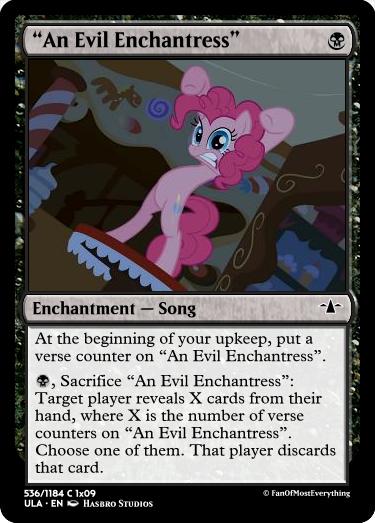 “An Evil Enchantress”
Enchantment — Song
At the beginning of your upkeep, put a
verse counter on “An Evil Enchantress”.
, Sacrifice “An Evil Enchantress”:
Target player reveals X cards from their
hand, where X is the number of verse
counters on “An Evil Enchantress”.
Choose one of them. That player discards
that card.
536/1184 C 1x09
ULA • EN Hasbro Studios
© FanOfMostEverything